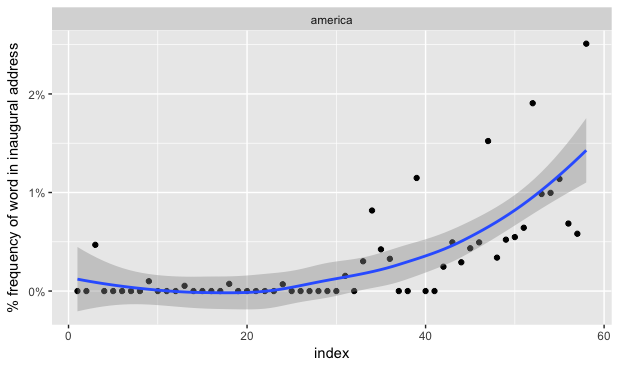 america
% frequency of word in inaugural address
2%
1%
0%
0
20
40
60
index